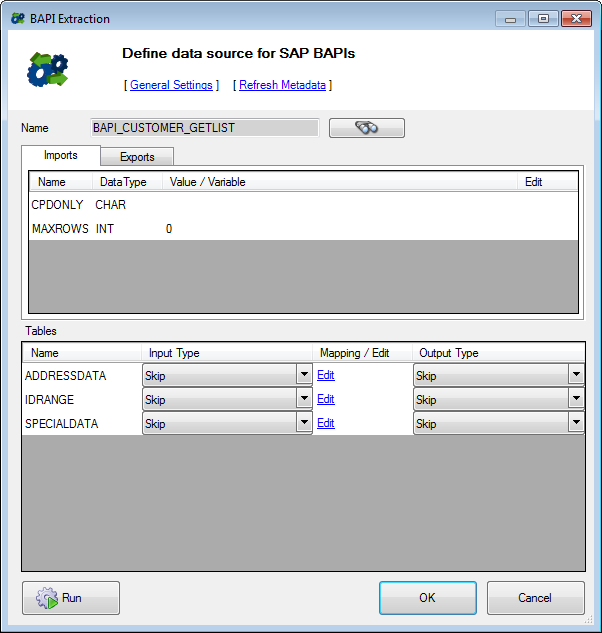 BAPI Extraction
Define data source for SAP BAPIs
[ General Settings ] [ Refresh Metadata ]
Name BAPI_CUSTOMER_GETLIST
Imports Exports
Name DataType Value / Variable Edit
CPDONLY CHAR
MAXROWS INT 0
Tables
Name Input Type Mapping / Edit Output Type
ADDRESSDATA Skip Edit Skip
IDRANGE Skip Edit Skip
SPECIALDATA Skip Edit Skip
Run OK Cancel